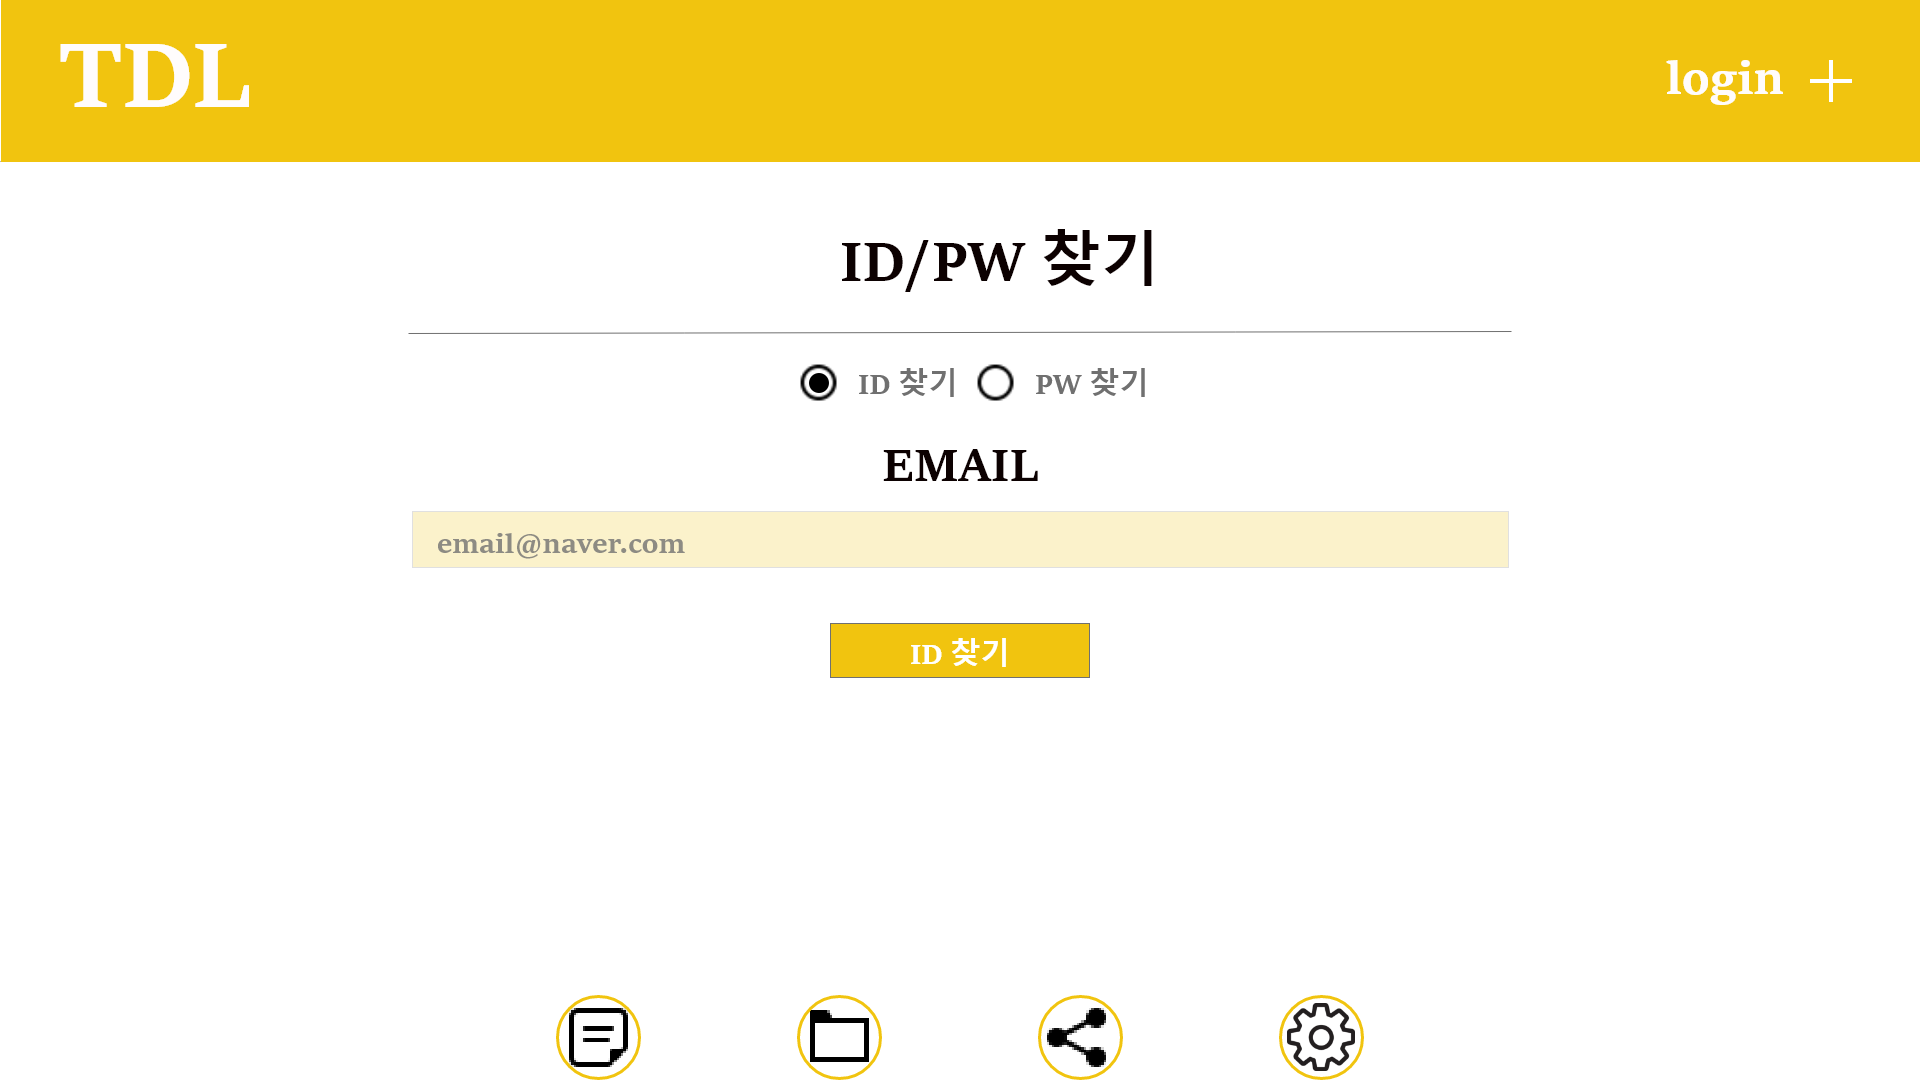 TDL
login +
ID/PW 찾기
ID 찾기 PW 찾기
EMAIL
email@naver.com
ID 찾기